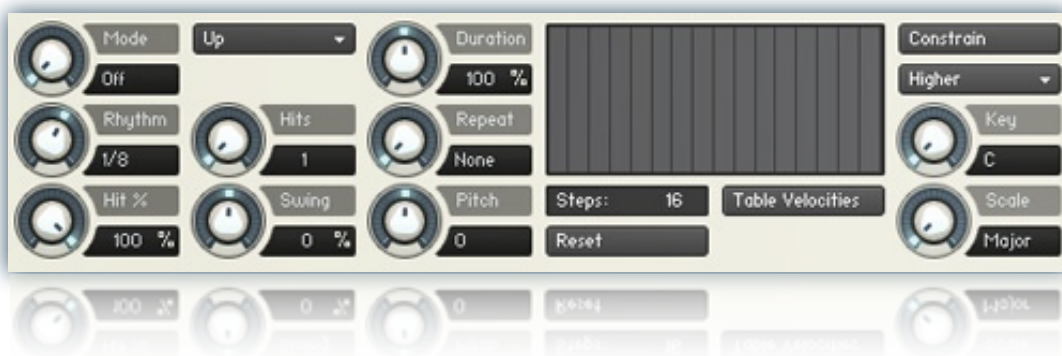 Mode
Off
Up
Duration
100 %
Constrain
Higher
Rhythm
1/8
Hits
1
Repeat
None
Key
C
Hit %
100 %
Swing
0 %
Pitch
0
Steps: 16
Table Velocities
Reset
Scale
Major